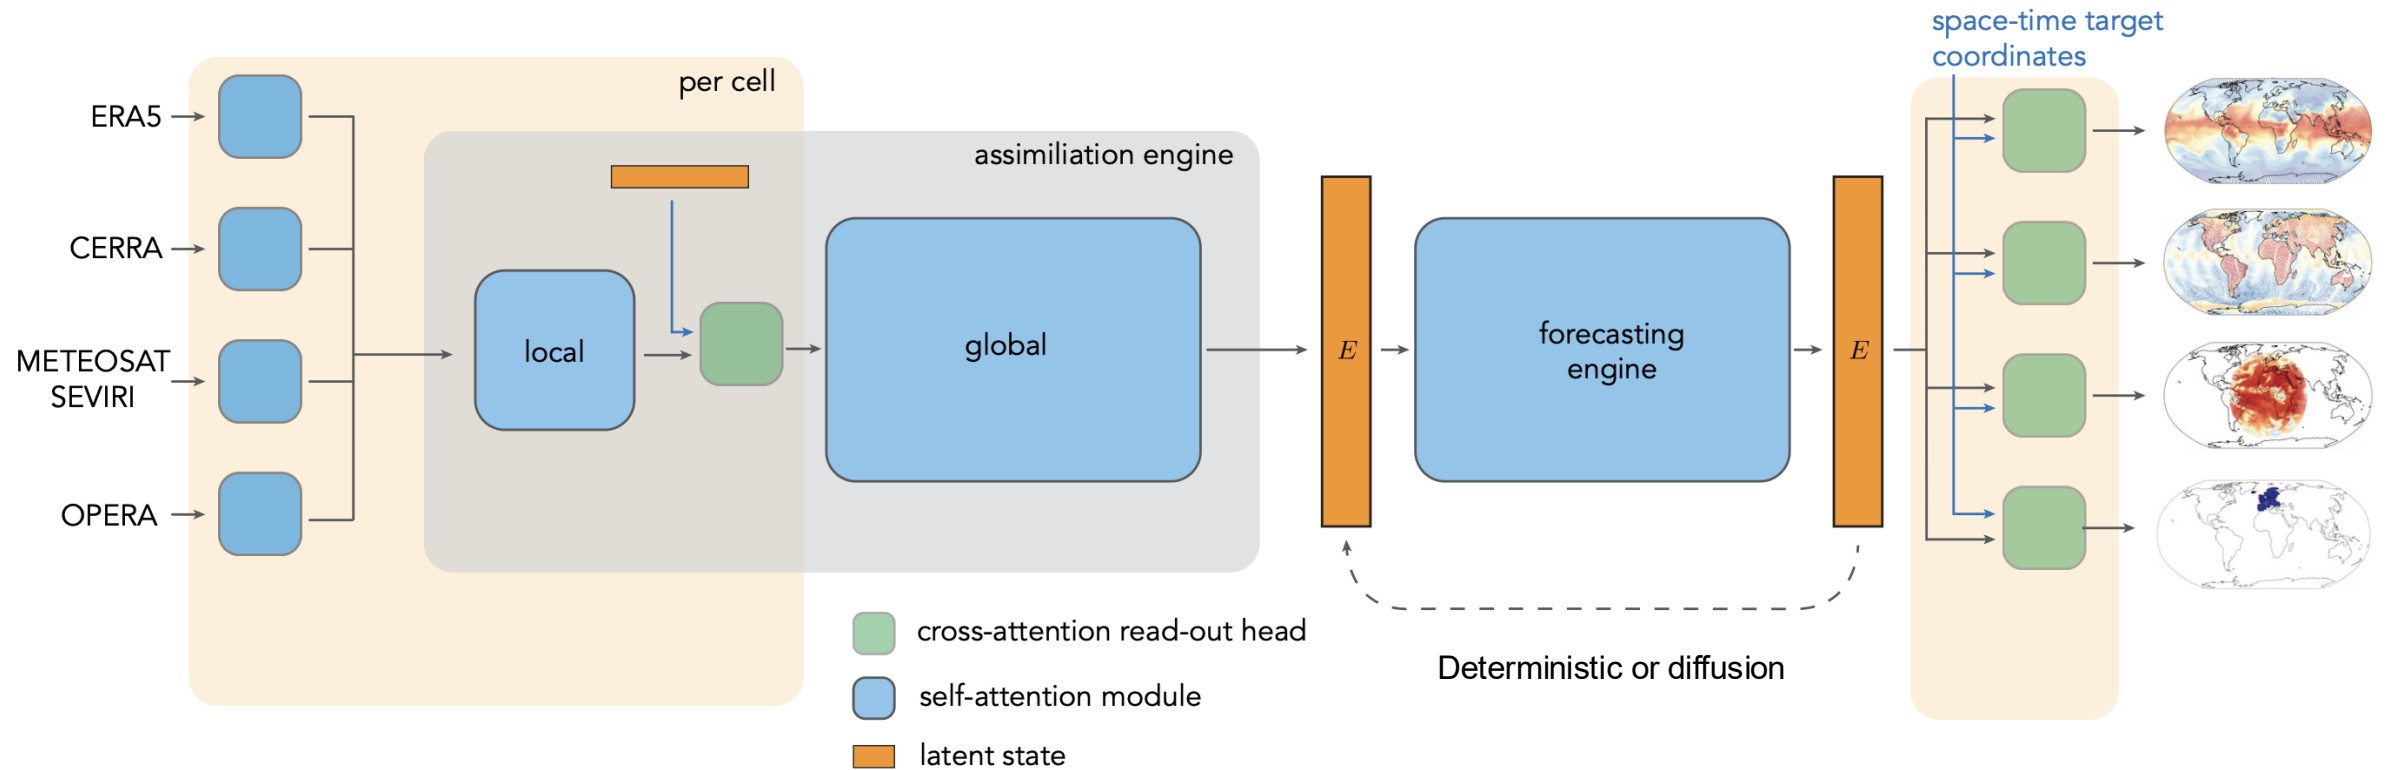 space-time target
coordinates
per cell
ERA5
assimiliation engine
CERRA
local
global
E
forecasting
engine
E
METEOSAT
SEVIRI
OPERA
cross-attention read-out head
self-attention module
latent state
Deterministic or diffusion